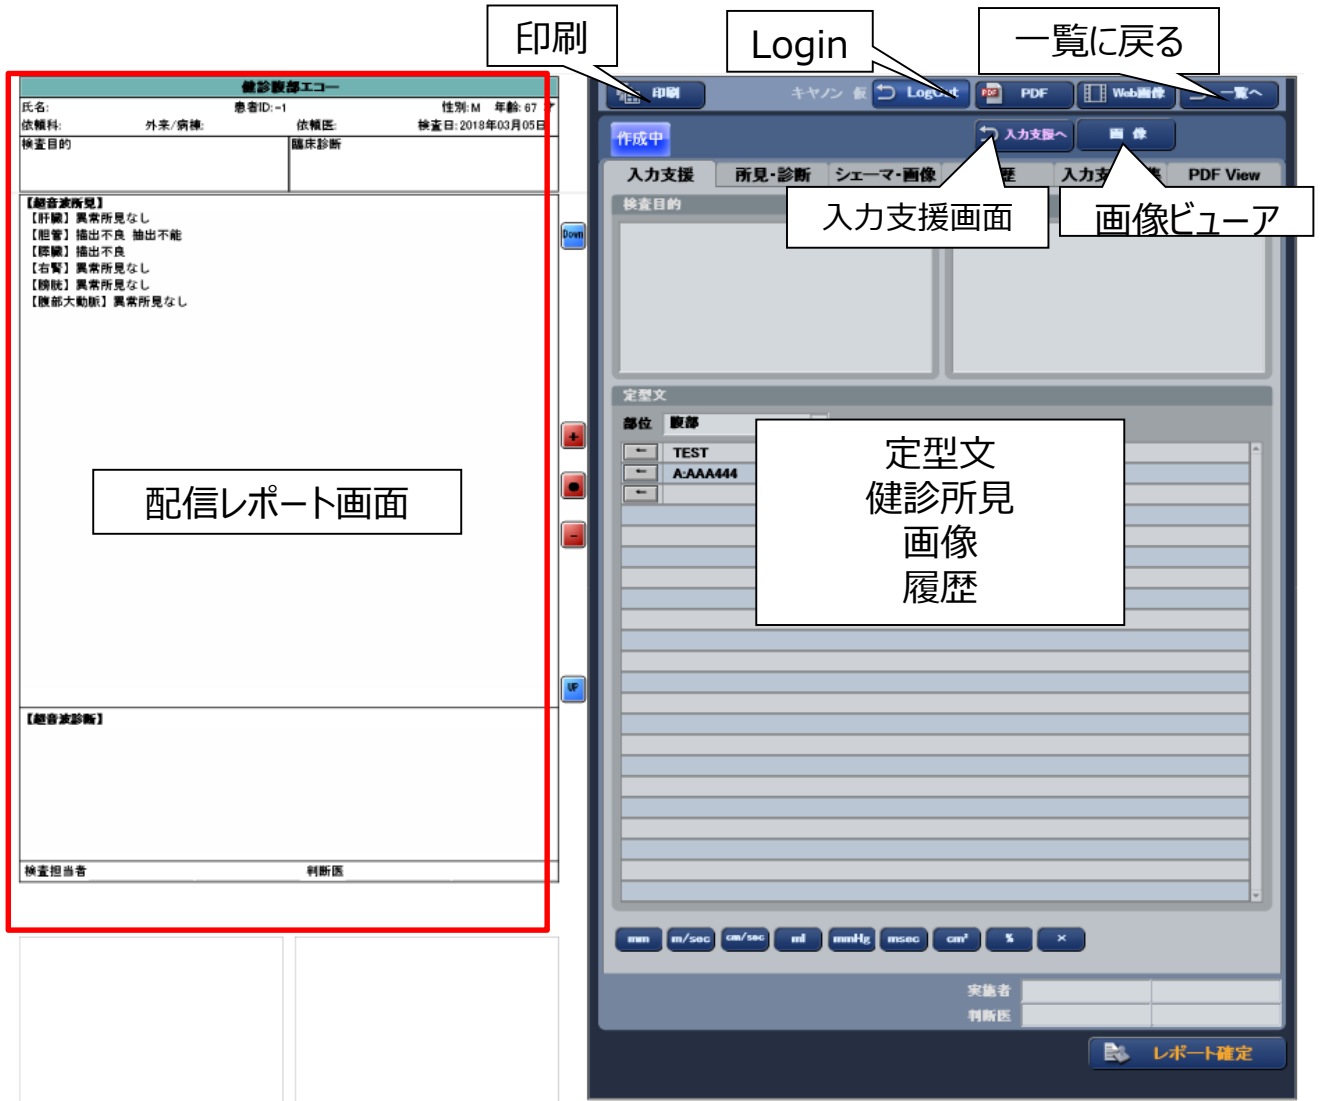 印刷
Login
一覧に戻る
健診腹部エコー
氏名: 患者ID:-1 性別:M 年齢:67 才
依頼科: 外来/病棟: 依頼医: 検査日:2018年03月05日
検査目的 臨床診断
【超音波所見】
【肝臓】異常所見なし
【胆管】描出不良 抽出不能
【膵臓】描出不良
【右腎】異常所見なし
【膀胱】異常所見なし
【腹部大動脈】異常所見なし
配信レポート画面
【超音波診断】
検査担当者 判断医
Down
+
●
-
UP
印刷 キヤノン 仮 LogOut PDF Web画像 一覧へ
作成中 入力支援へ 画 像
入力支援 所見・診断 シェーマ・画像 歴 入力支 PDF View
入力支援画面
画像ビューア
検査目的
定型文
部位 腹部
← TEST
← A:AAA444
←
定型文
健診所見
画像
履歴
mm m/sec cm/sec ml mmHg msec cm² % ×
実施者
判断医
レポート確定